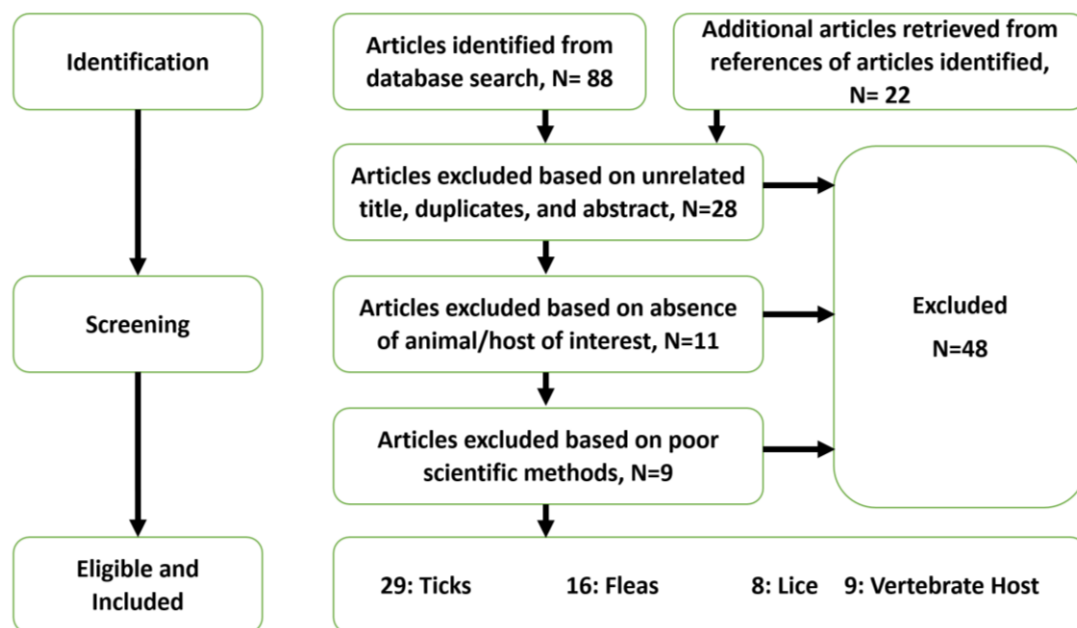 Identification
Articles identified from
database search, N= 88
Additional articles retrieved from
references of articles identified,
N= 22
Articles excluded based on unrelated
title, duplicates, and abstract, N=28
Screening
Articles excluded based on absence
of animal/host of interest, N=11
Excluded
N=48
Articles excluded based on poor
scientific methods, N=9
Eligible and
Included
29: Ticks 16: Fleas 8: Lice 9: Vertebrate Host